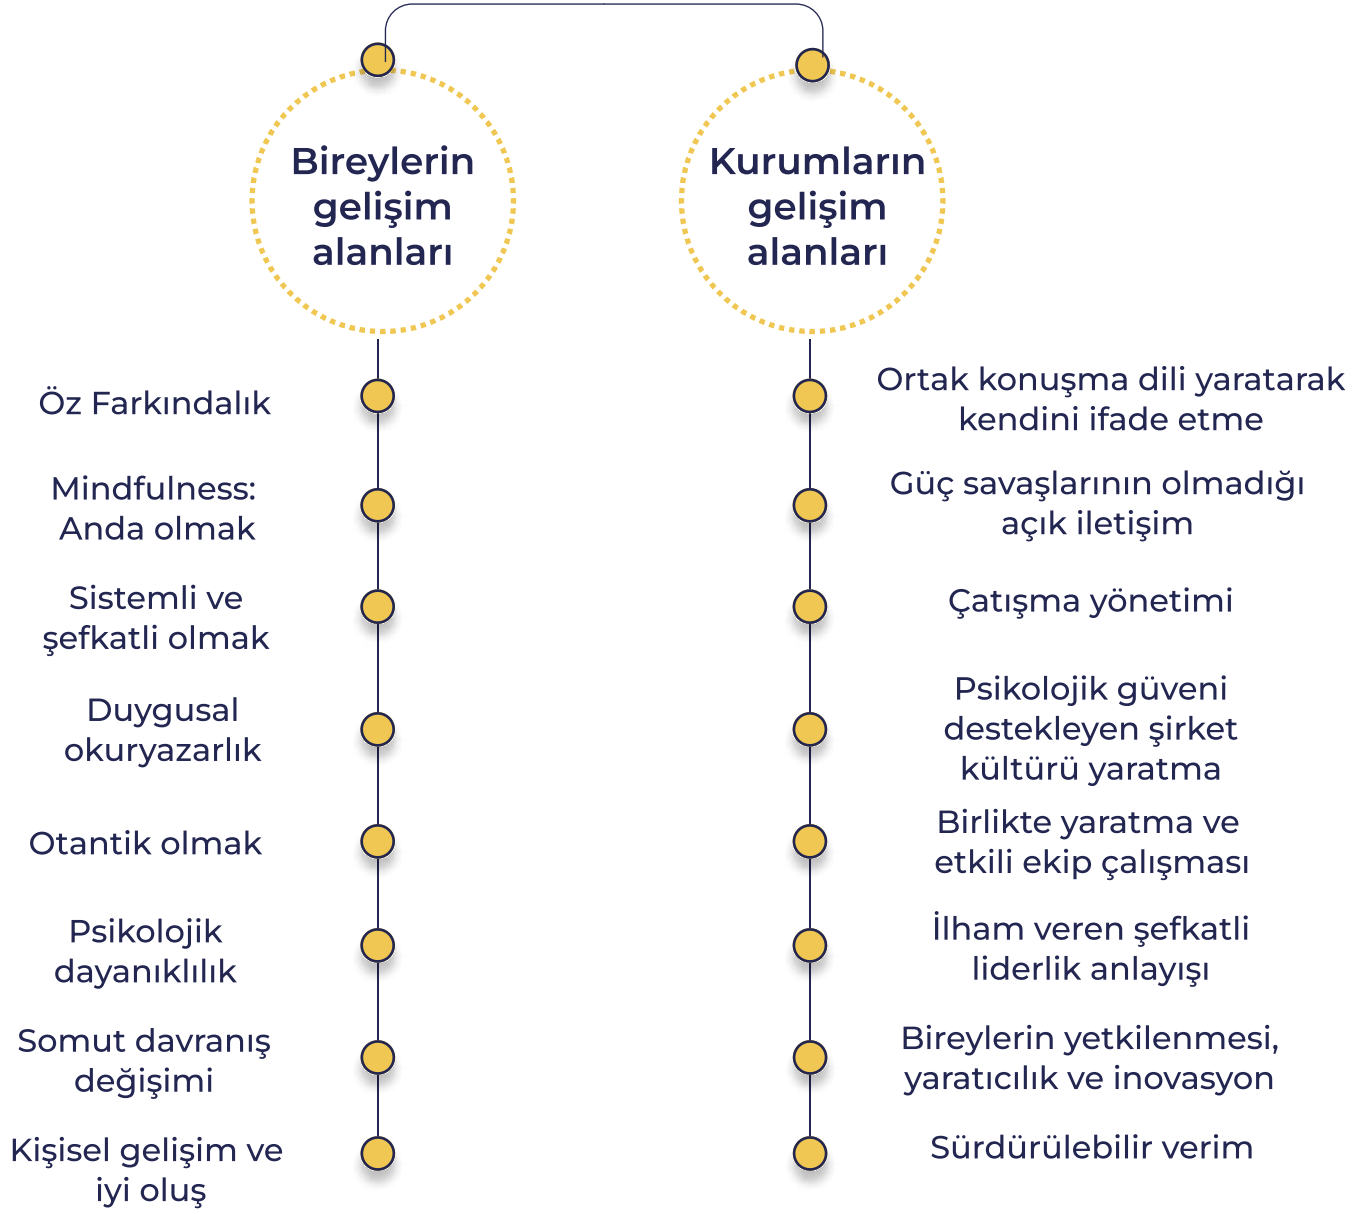 Bireylerin
gelişim
alanları
Öz Farkındalık
Mindfulness:
Anda olmak
Sistemli ve
şefkatli olmak
Duygusal
okuryazarlık
Otantik olmak
Psikolojik
dayanıklılık
Somut davranış
değişimi
Kişisel gelişim ve
iyi oluş
Kurumların
gelişim
alanları
Ortak konuşma dili yaratarak
kendini ifade etme
Güç savaşlarının olmadığı
açık iletişim
Çatışma yönetimi
Psikolojik güveni
destekleyen şirket
kültürü yaratma
Birlikte yaratma ve
etkili ekip çalışması
İlham veren şefkatli
liderlik anlayışı
Bireylerin yetkilenmesi,
yaratıcılık ve inovasyon
Sürdürülebilir verim